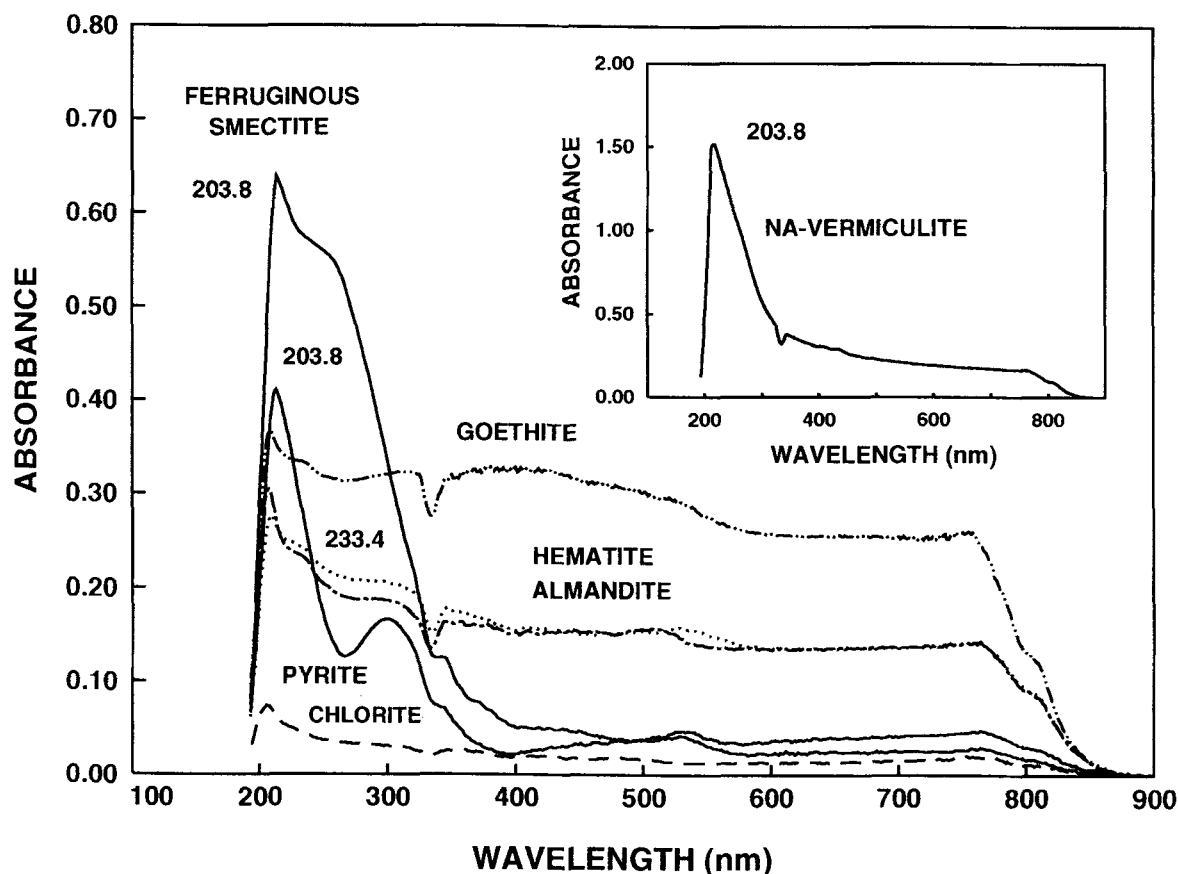 0.80
0.70
0.60
0.50
0.40
0.30
0.20
0.10
0.00
ABSORBANCE
100 200 300 400 500 600 700 800 900
WAVELENGTH (nm)
FERRUGINOUS
SMECTITE
203.8
203.8
GOETHITE
233.4
HEMATITE
ALMANDITE
PYRITE
CHLORITE
2.00
1.50
1.00
0.50
0.00
ABSORBANCE
203.8
NA-VERMICULITE
200 400 600 800
WAVELENGTH (nm)